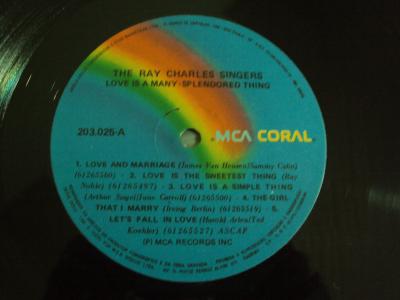 THE RAY CHARLES SINGERS
LOVE IS A MANY-SPLENDORED THING
203.025-A
MCA CORAL
1. LOVE AND MARRIAGE (James Van Heusen/Sammy Cahn)
(61265500) - 2. LOVE IS THE SWEETEST THING (Ray
Noble) (61265497) - 3. LOVE IS A SIMPLE THING
(Arthur Siegel/June Carroll) (61265500) - 4. THE GIRL
THAT I MARRY (Irving Berlin) (61265519) - 5.
LET'S FALL IN LOVE (Harold Arlen/Ted
Koehler) (61265527) ASCAP
(P) MCA RECORDS INC